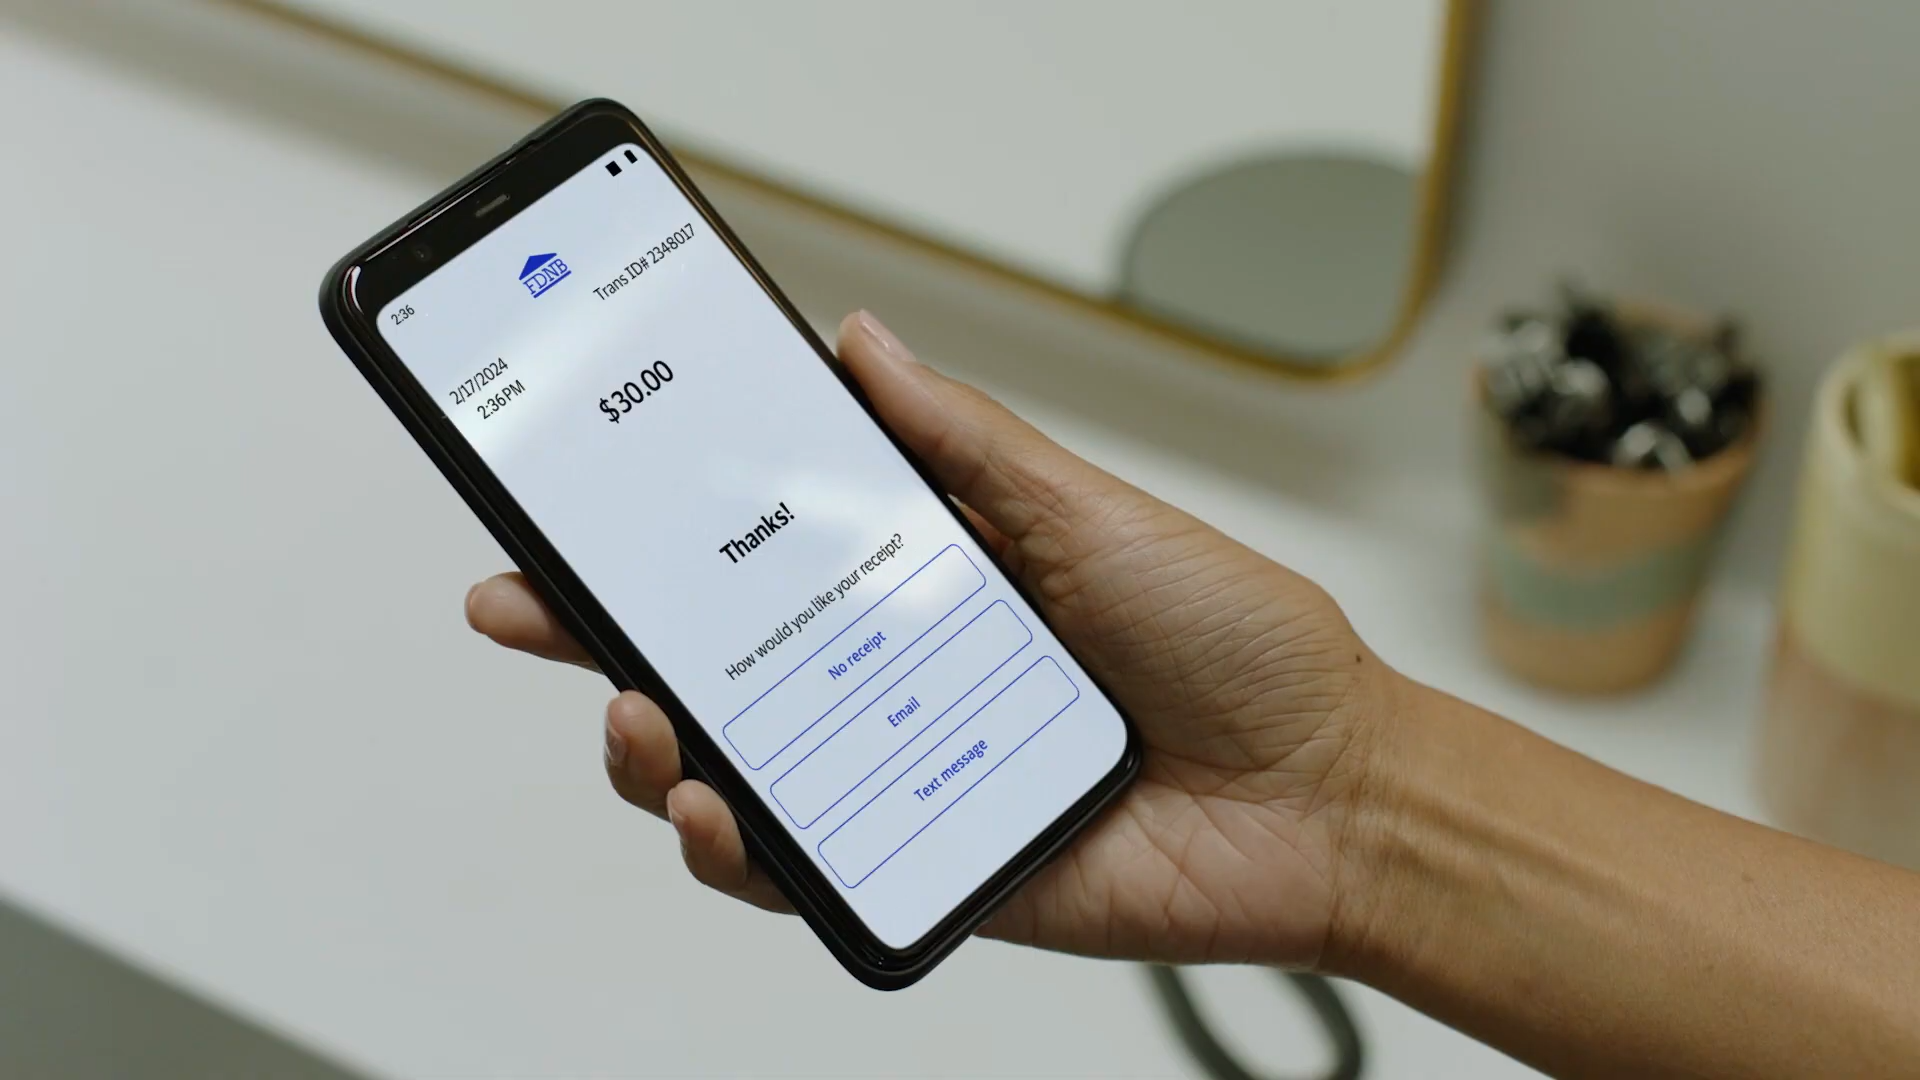 2:36
FDNB
2/17/2024
2:36PM
Trans ID# 2348017
$30.00
Thanks!
How would you like your receipt?
No receipt
Email
Text message